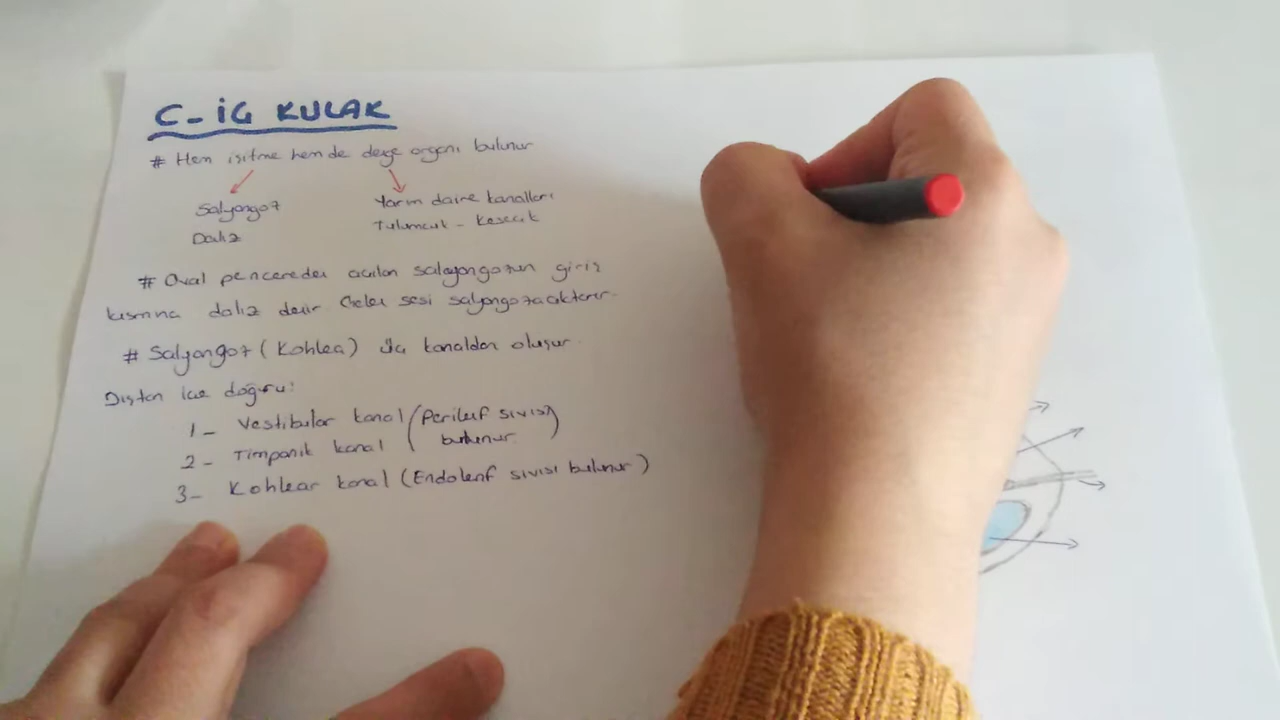 C- İÇ KULAK
# Hem işitme hem de denge organı bulunur
Salyangoz
Dalız
Yarım daire kanalları
Tulumcuk - Kesecik
# Oval pencereden açılan salyangozun giriş
kısmına dalız denir Gelen sesi salyangoza aktarır.
# Salyangoz (Kohlea) üç kanaldan oluşur.
Dıştan içe doğru:
1- Vestibular kanal (Perilenf sıvısı
2- Timpanik kanal bulunur)
3- Kohlear kanal (Endolenf sıvısı bulunur)